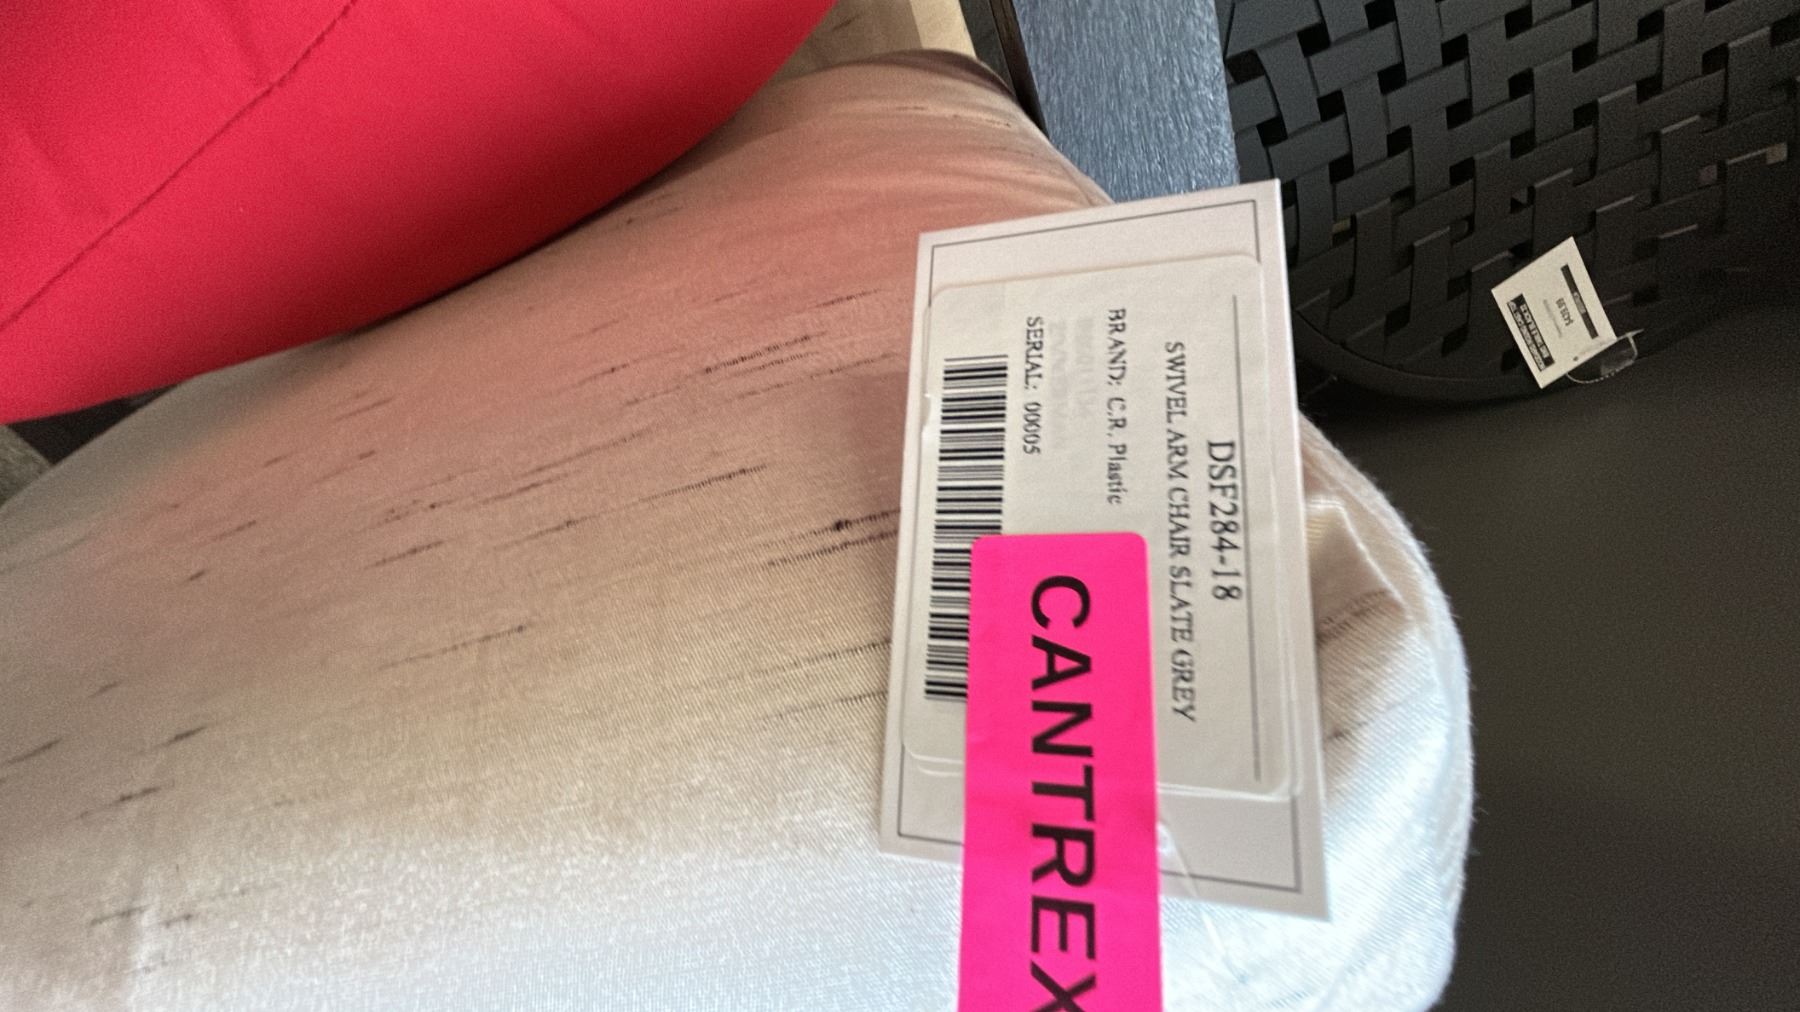 DSF284-18
SWIVEL ARM CHAIR SLATE GREY
BRAND: C.R. Plastic
SERIAL: 00005
CANTREX